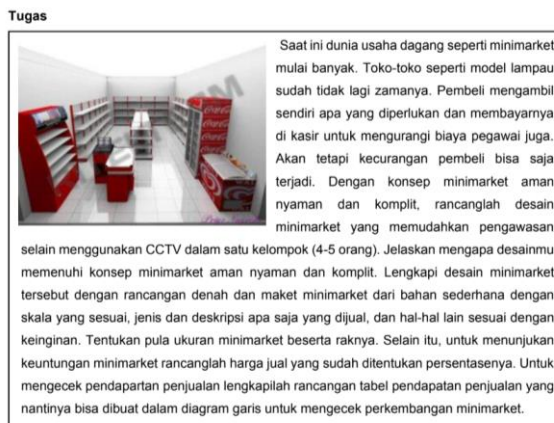 Tugas
Saat ini dunia usaha dagang seperti minimarket
mulai banyak. Toko-toko seperti model lampau
sudah tidak lagi zamanya. Pembeli mengambil
sendiri apa yang diperlukan dan membayarnya
di kasir untuk mengurangi biaya pegawai juga.
Akan tetapi kecurangan pembeli bisa saja
terjadi. Dengan konsep minimarket aman
nyaman dan komplit, rancanglah desain
minimarket yang memudahkan pengawasan
selain menggunakan CCTV dalam satu kelompok (4-5 orang). Jelaskan mengapa desainmu
memenuhi konsep minimarket aman nyaman dan komplit. Lengkapi desain minimarket
tersebut dengan rancangan denah dan maket minimarket dari bahan sederhana dengan
skala yang sesuai, jenis dan deskripsi apa saja yang dijual, dan hal-hal lain sesuai dengan
keinginan. Tentukan pula ukuran minimarket beserta raknya. Selain itu, untuk menunjukan
keuntungan minimarket rancanglah harga jual yang sudah ditentukan persentasenya. Untuk
mengecek pendapartan penjualan lengkapilah rancangan tabel pendapatan penjualan yang
nantinya bisa dibuat dalam diagram garis untuk mengecek perkembangan minimarket.